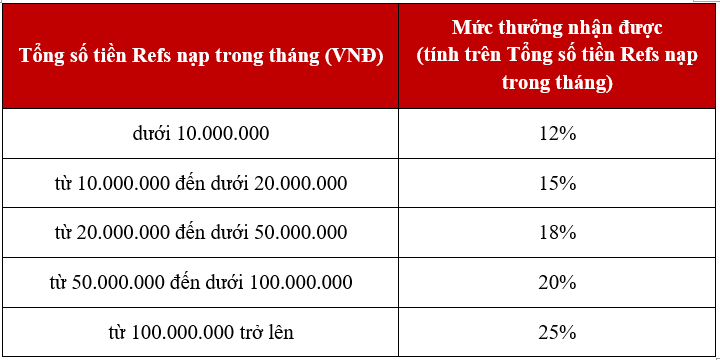 Tổng số tiền Refs nạp trong tháng (VNĐ)
Mức thưởng nhận được
(tính trên Tổng số tiền Refs nạp
trong tháng)
dưới 10.000.000
12%
từ 10.000.000 đến dưới 20.000.000
15%
từ 20.000.000 đến dưới 50.000.000
18%
từ 50.000.000 đến dưới 100.000.000
20%
từ 100.000.000 trở lên
25%